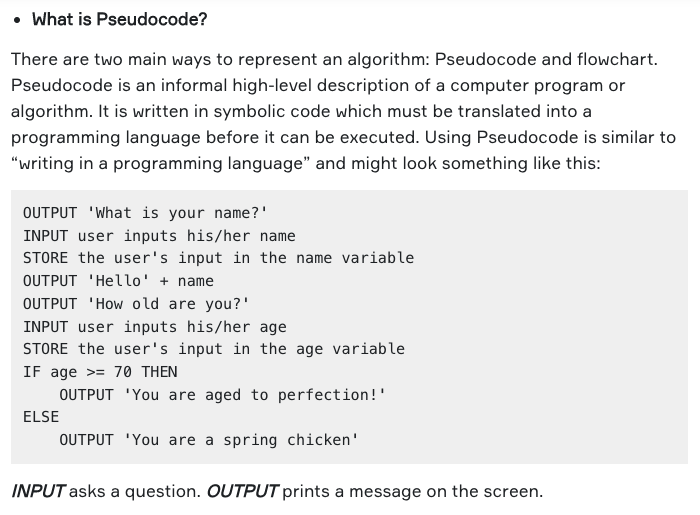 • What is Pseudocode?
There are two main ways to represent an algorithm: Pseudocode and flowchart.
Pseudocode is an informal high-level description of a computer program or
algorithm. It is written in symbolic code which must be translated into a
programming language before it can be executed. Using Pseudocode is similar to
“writing in a programming language” and might look something like this:
OUTPUT 'What is your name?'
INPUT user inputs his/her name
STORE the user's input in the name variable
OUTPUT 'Hello' + name
OUTPUT 'How old are you?'
INPUT user inputs his/her age
STORE the user's input in the age variable
IF age >= 70 THEN
    OUTPUT 'You are aged to perfection!'
ELSE
    OUTPUT 'You are a spring chicken'
INPUT asks a question. OUTPUT prints a message on the screen.